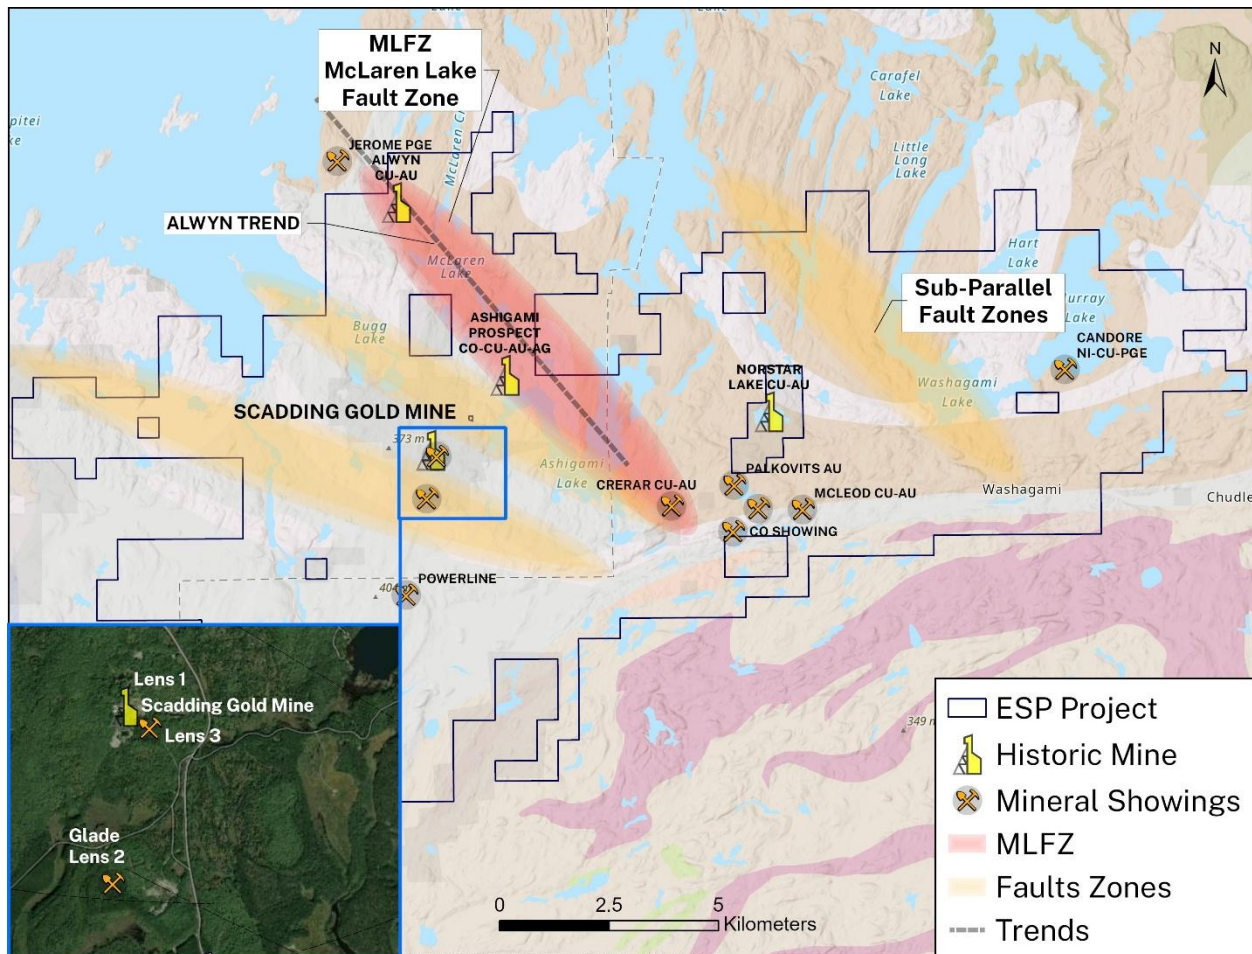 MLFZ
McLaren Lake
Fault Zone
N
Carafel
Lake
Lake
McLaren
JEROME PGE
ALWYN
CU-AU
Little
Long
Lake
ALWYN TREND
McLaren
Lake
Hart
Lake
Sub-Parallel
Fault Zones
Lake
Bugg
Lake
ASHIGAMI
PROSPECT
CO-CU-AU-AG
CANDORE
NI-CU-PGE
NORSTAR
LAKE CU-AU
Washagami
Lake
SCADDING GOLD MINE
373 m
Ashigami
Lake
PALKOVITS AU
CRERAR CU-AU
MCLEOD CU-AU
Washagami
Chudle
CO SHOWING
POWERLINE
404 m
Lens 1
Scadding Gold Mine
Lens 3
Glade
Lens 2
349 m
0 2.5 5
Kilometers
ESP Project
Historic Mine
Mineral Showings
MLFZ
Faults Zones
Trends